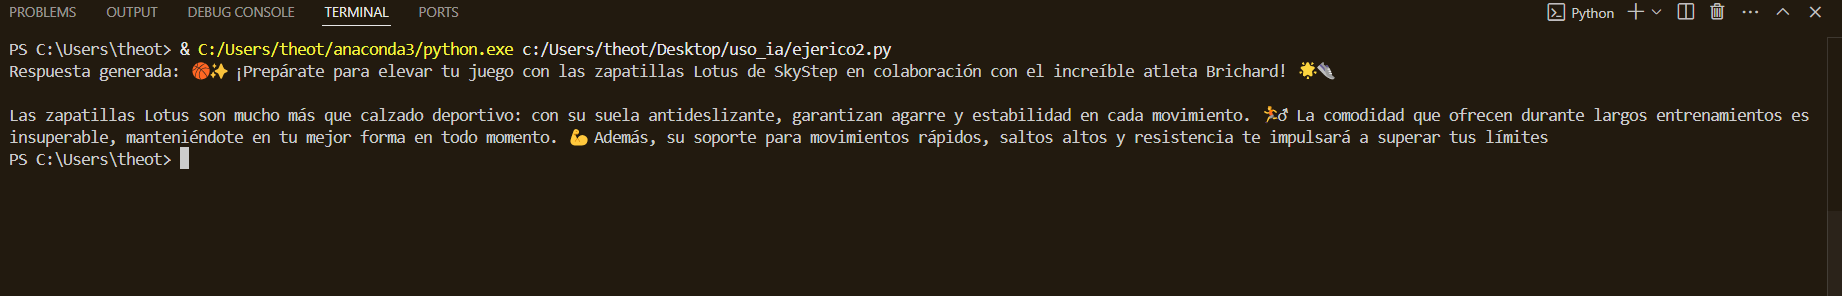 PROBLEMS OUTPUT DEBUG CONSOLE TERMINAL PORTS Python
PS C:\Users\theot> & C:/Users/theot/anaconda3/python.exe c:/Users/theot/Desktop/uso_ia/ejerico2.py
Respuesta generada: 🏀✨ ¡Prepárate para elevar tu juego con las zapatillas Lotus de SkyStep en colaboración con el increíble atleta Brichard! 🌟👟
Las zapatillas Lotus son mucho más que calzado deportivo: con su suela antideslizante, garantizan agarre y estabilidad en cada movimiento. 🏃♂ La comodidad que ofrecen durante largos entrenamientos es
insuperable, manteniéndote en tu mejor forma en todo momento. 💪 Además, su soporte para movimientos rápidos, saltos altos y resistencia te impulsará a superar tus límites
PS C:\Users\theot>